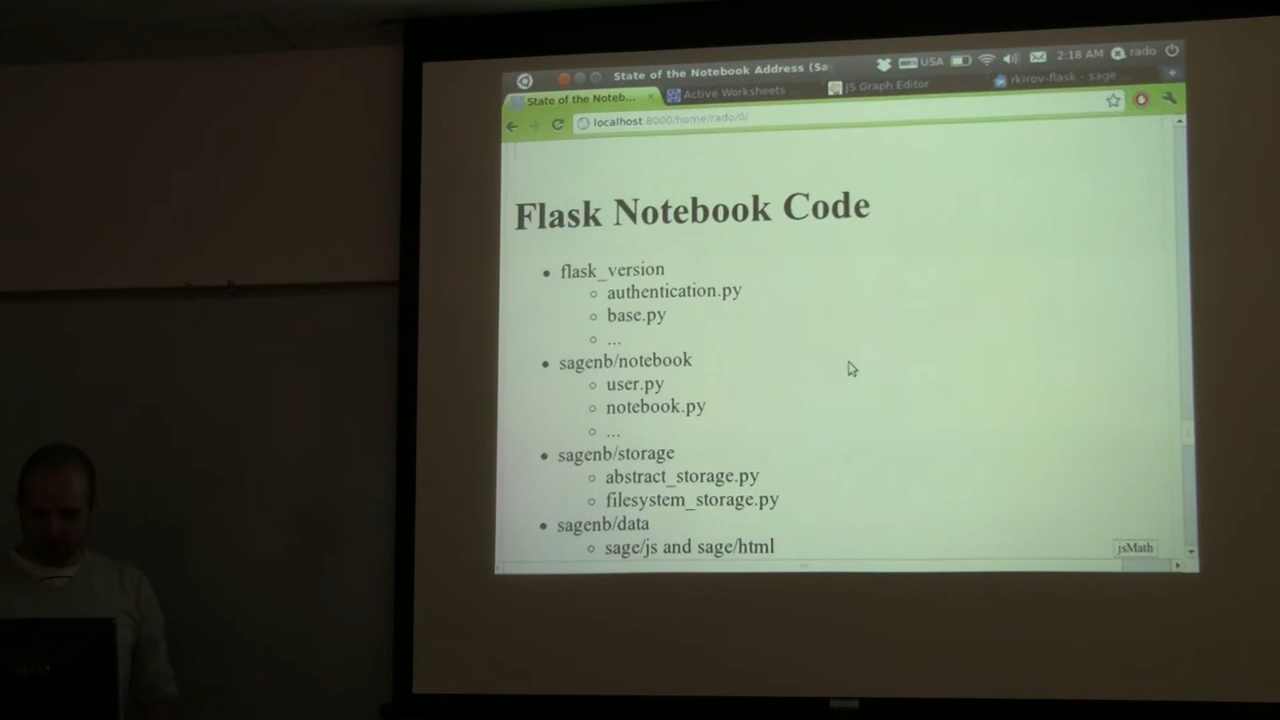 State of the Notebook Address (Sa
USA 2:18 AM rado
State of the Noteb... Active Worksheets ... JS Graph Editor rkirov-flask - sage ...
localhost:8000/home/rado/0/
Flask Notebook Code
• flask_version
◦ authentication.py
◦ base.py
◦ ...
• sagenb/notebook
◦ user.py
◦ notebook.py
◦ ...
• sagenb/storage
◦ abstract_storage.py
◦ filesystem_storage.py
• sagenb/data
◦ sage/js and sage/html
jsMath